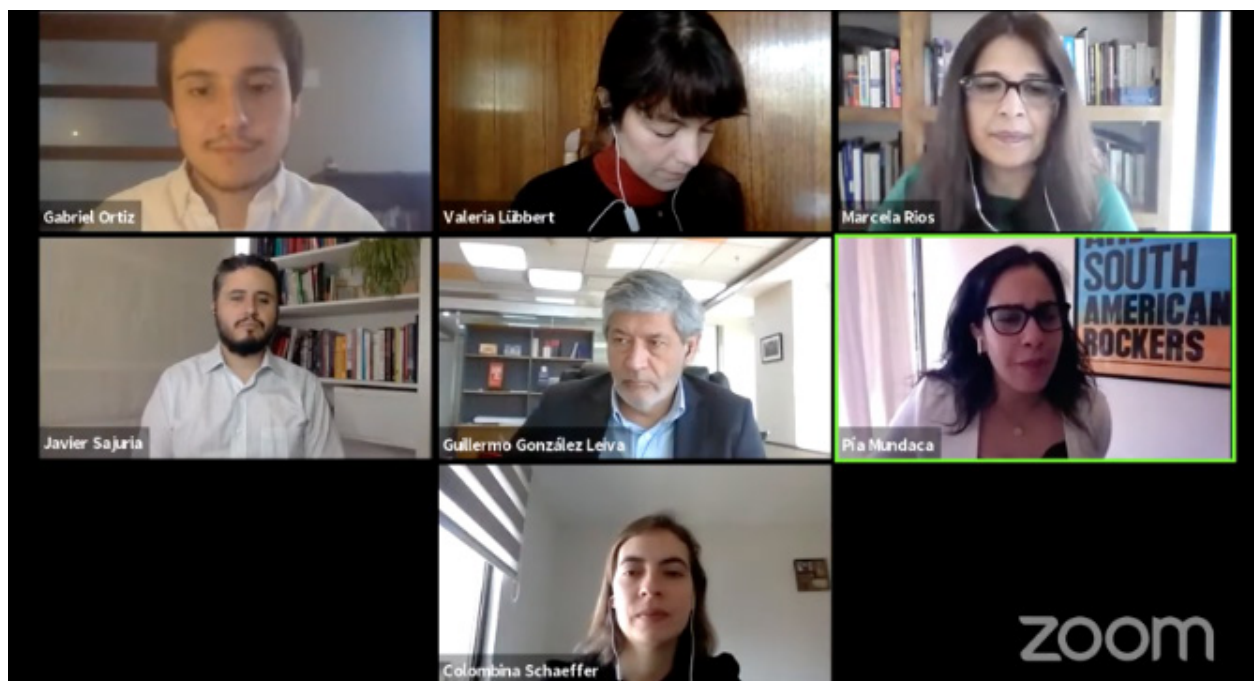 Gabriel Ortiz
Valeria Lübbert
Marcela Rios
SOUTH
AMERICAN
ROCKERS
Javier Sajuria
Guillermo González Leiva
Pía Mundaca
Colombina Schaeffer
zoom